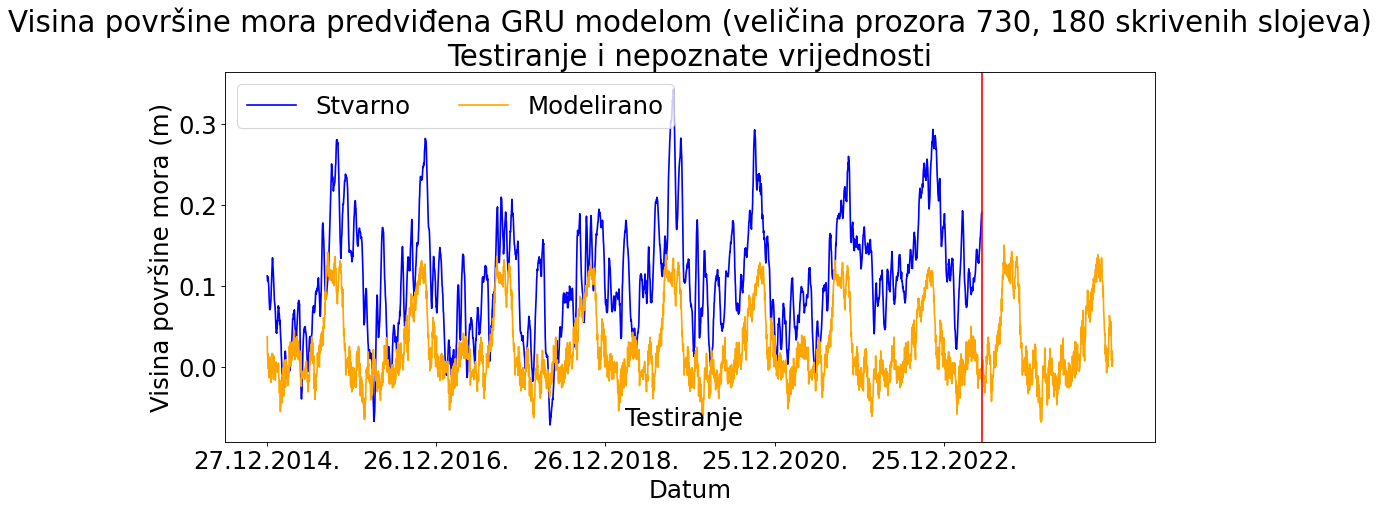 Visina površine mora predviđena GRU modelom (veličina prozora 730, 180 skrivenih slojeva)
Testiranje i nepoznate vrijednosti
Stvarno Modelirano
Visina površine mora (m)
0.3
0.2
0.1
0.0
Testiranje
27.12.2014. 26.12.2016. 26.12.2018. 25.12.2020. 25.12.2022.
Datum